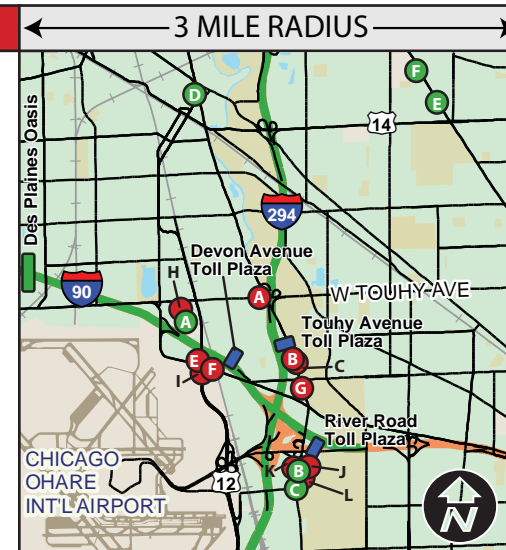 3 MILE RADIUS
F
D
E
14
Des Plaines Oasis
294
Devon Avenue
Toll Plaza
H
90
A
W TOUHY AVE
A
Touhy Avenue
Toll Plaza
E
F
B
C
I
G
River Road
Toll Plaza
CHICAGO
OHARE
INT'L AIRPORT
12
K
B
J
C
L
N